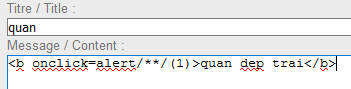 Titre / Title :
quan
Message / Content :
<b onclick=alert/**/(1)>quan dep trai</b>